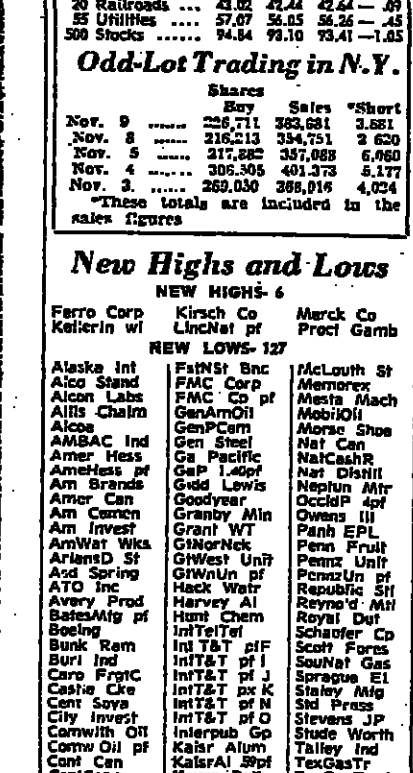 20 Railroads ... 43.02 42.44 42.64 — .09
55 Utilities .... 57.07 56.05 56.26 — .45
500 Stocks ...... 94.84 93.10 93.41 —1.05
Odd-Lot Trading in N.Y.
Shares
Buy Sales *Short
Nov. 9 ...... 226,711 383,681 3,681
Nov. 8 ...... 216,213 354,751 2 620
Nov. 5 ...... 217,882 357,088 6,060
Nov. 4 ...... 306,305 401,373 5,177
Nov. 3. ...... 269,030 368,016 4,024
*These totals are included in the
sales figures
New Highs and Lows
NEW HIGHS- 6
Ferro Corp Kirsch Co Merck Co
Kellerin wi LincNat pf Proct Gamb
NEW LOWS- 127
Alaska Int FstNSt Bnc McLouth St
Alco Stand FMC Corp Memorex
Alcon Labs FMC Cp pf Mesta Mach
Allis Chalm GenAmOil MobilOil
Alcoa GenPCem Morse Shoe
AMBAC Ind Gen Steel Nat Can
Amer Hess Ga Pacific NatCashR
AmeHess pf GaP 1.40pf Nat Distill
Am Brands Gidd Lewis Neptun Mtr
Amer Can Goodyear OccidP 4pf
Am Cemen Granby Min Owens Ill
Am Invest Grant WT Panh EPL
AmWat Wks GtNorNek Penn Fruit
ArlansD St GtWest Unit Pennz Unit
Asd Spring GtWnUn pf PennzUn pf
ATO Inc Hack Watr Republic Stl
Avery Prod Harvey Al Reyno'd Mtl
BatesMfg pf Hunt Chem Royal Dut
Boeing IntTelTel Schaefer Cp
Bunk Ram Int T&T pfF Scott Fores
Burl Ind IntT&T pf I SouNat Gas
Caro FrgtC IntT&T pf J Sprague El
Castle Cke IntT&T px K Staley Mfg
Cent Soya IntT&T pf N Std Press
City Invest IntT&T pf O Stevens JP
Comwlth Oil Interpub Gp Stude Worth
Comw Oil pf Kaisr Alum Talley Ind
Cont Can KaisrAl 59pf TexGasTr